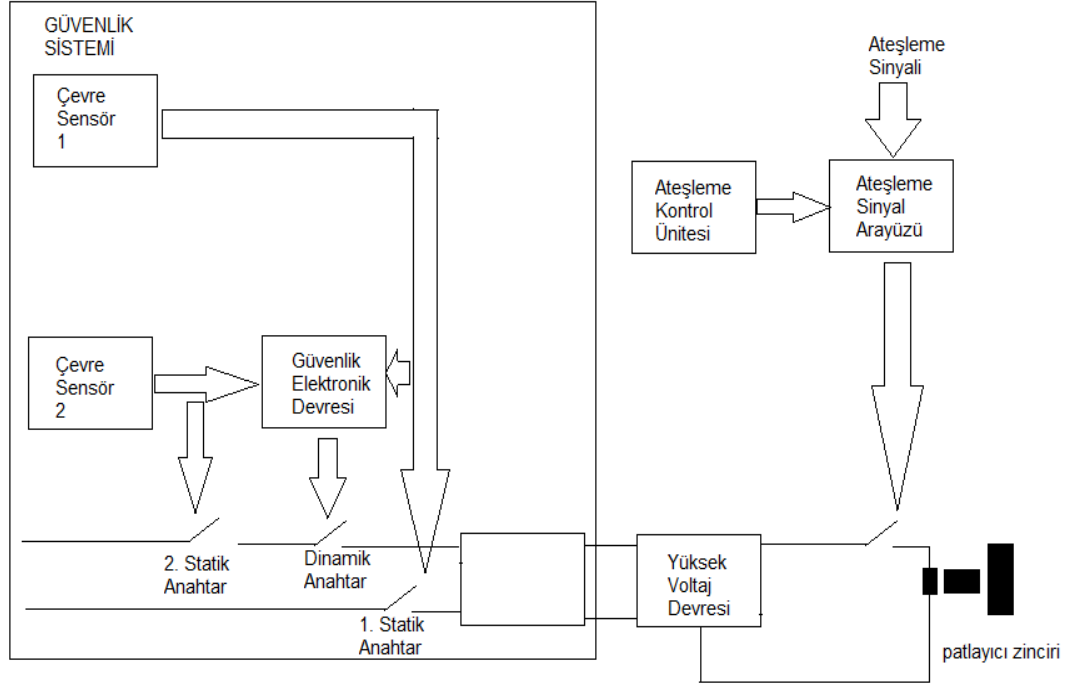 GÜVENLİK
SİSTEMİ
Çevre
Sensör
1
Çevre
Sensör
2
Güvenlik
Elektronik
Devresi
2. Statik
Anahtar
Dinamik
Anahtar
1. Statik
Anahtar
Ateşleme
Sinyali
Ateşleme
Kontrol
Ünitesi
Ateşleme
Sinyal
Arayüzü
Yüksek
Voltaj
Devresi
patlayıcı zinciri